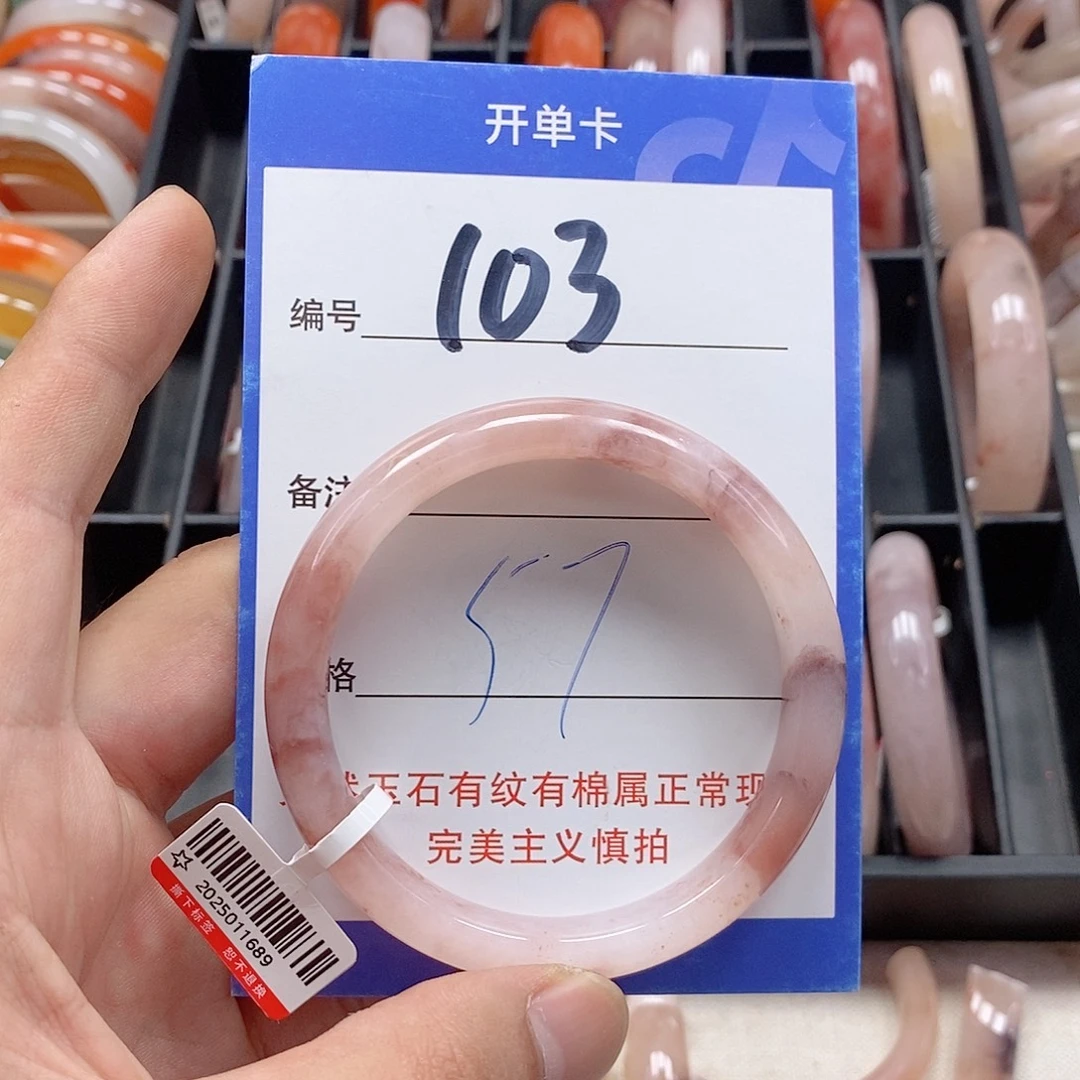 开单卡
编号 103
备注
57
格
玉石有纹有棉属正常现
完美主义慎拍
2025011689
撕下标签 恕不退换